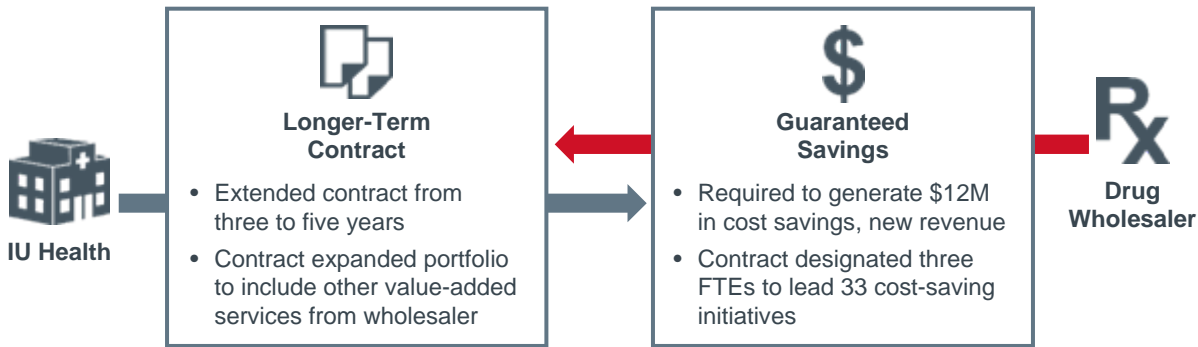 IU Health
Longer-Term
Contract
• Extended contract from
three to five years
• Contract expanded portfolio
to include other value-added
services from wholesaler
$
Guaranteed
Savings
• Required to generate $12M
in cost savings, new revenue
• Contract designated three
FTEs to lead 33 cost-saving
initiatives
Rx
Drug
Wholesaler